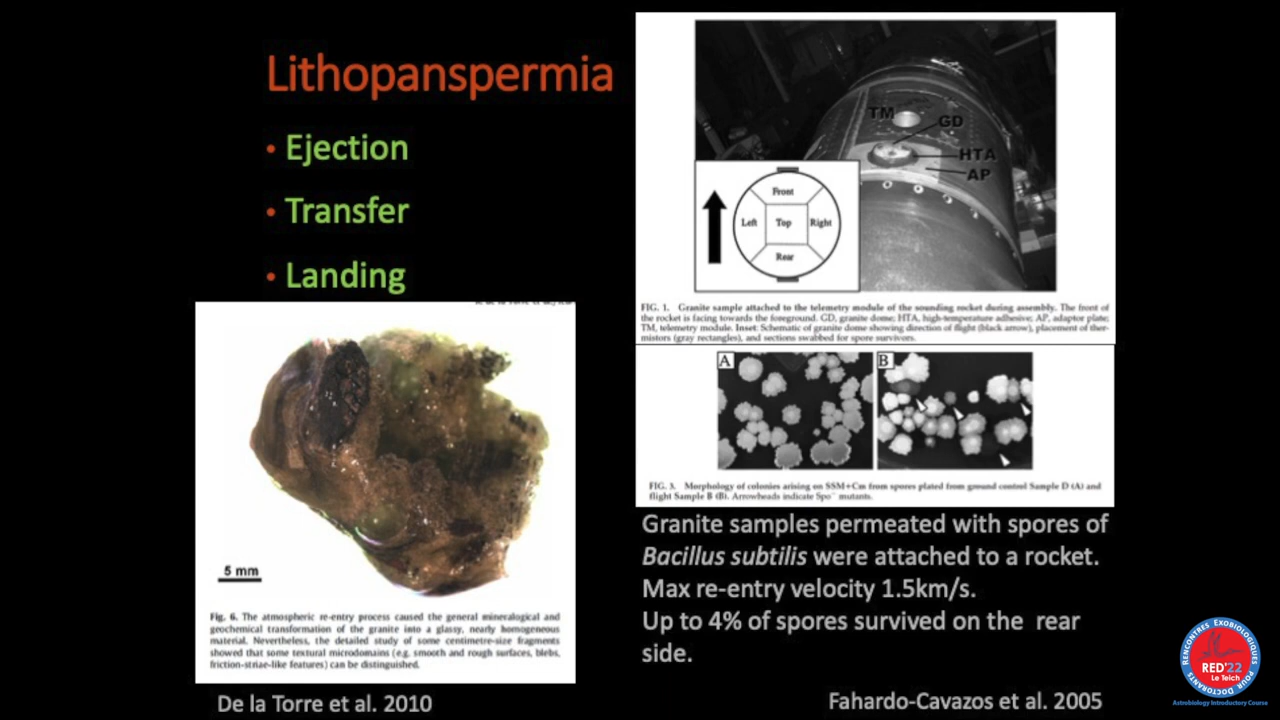 Lithopanspermia
• Ejection
• Transfer
• Landing
5 mm
Fig. 6. The atmospheric re-entry process caused the general mineralogical and
geochemical transformation of the granite into a glassy, nearly homogeneous
material. Nevertheless, the detailed study of some centimetre-size fragments
showed that some textural microdomains (e.g. smooth and rough surfaces, blebs,
friction-striae-like features) can be distinguished.
De la Torre et al. 2010
TM
GD
HTA
AP
Front
Left
Top
Right
Rear
FIG. 1. Granite sample attached to the telemetry module of the sounding rocket during assembly. The front of
the rocket is facing towards the foreground. GD, granite dome; HTA, high-temperature adhesive; AP, adaptor plate;
TM, telemetry module. Inset: Schematic of granite dome showing direction of flight (black arrow), placement of ther-
mistors (gray rectangles), and sections swabbed for spore survivors.
A
B
FIG. 3. Morphology of colonies arising on SSM+Cm from spores plated from ground control Sample D (A) and
flight Sample B (B). Arrowheads indicate Spo⁻ mutants.
Granite samples permeated with spores of
Bacillus subtilis were attached to a rocket.
Max re-entry velocity 1.5km/s.
Up to 4% of spores survived on the rear
side.
Fahardo-Cavazos et al. 2005
RENCONTRES EXOBIOLOGIQUES
POUR DOCTORANTS
RED'22
Le Teich
Astrobiology Introductory Course